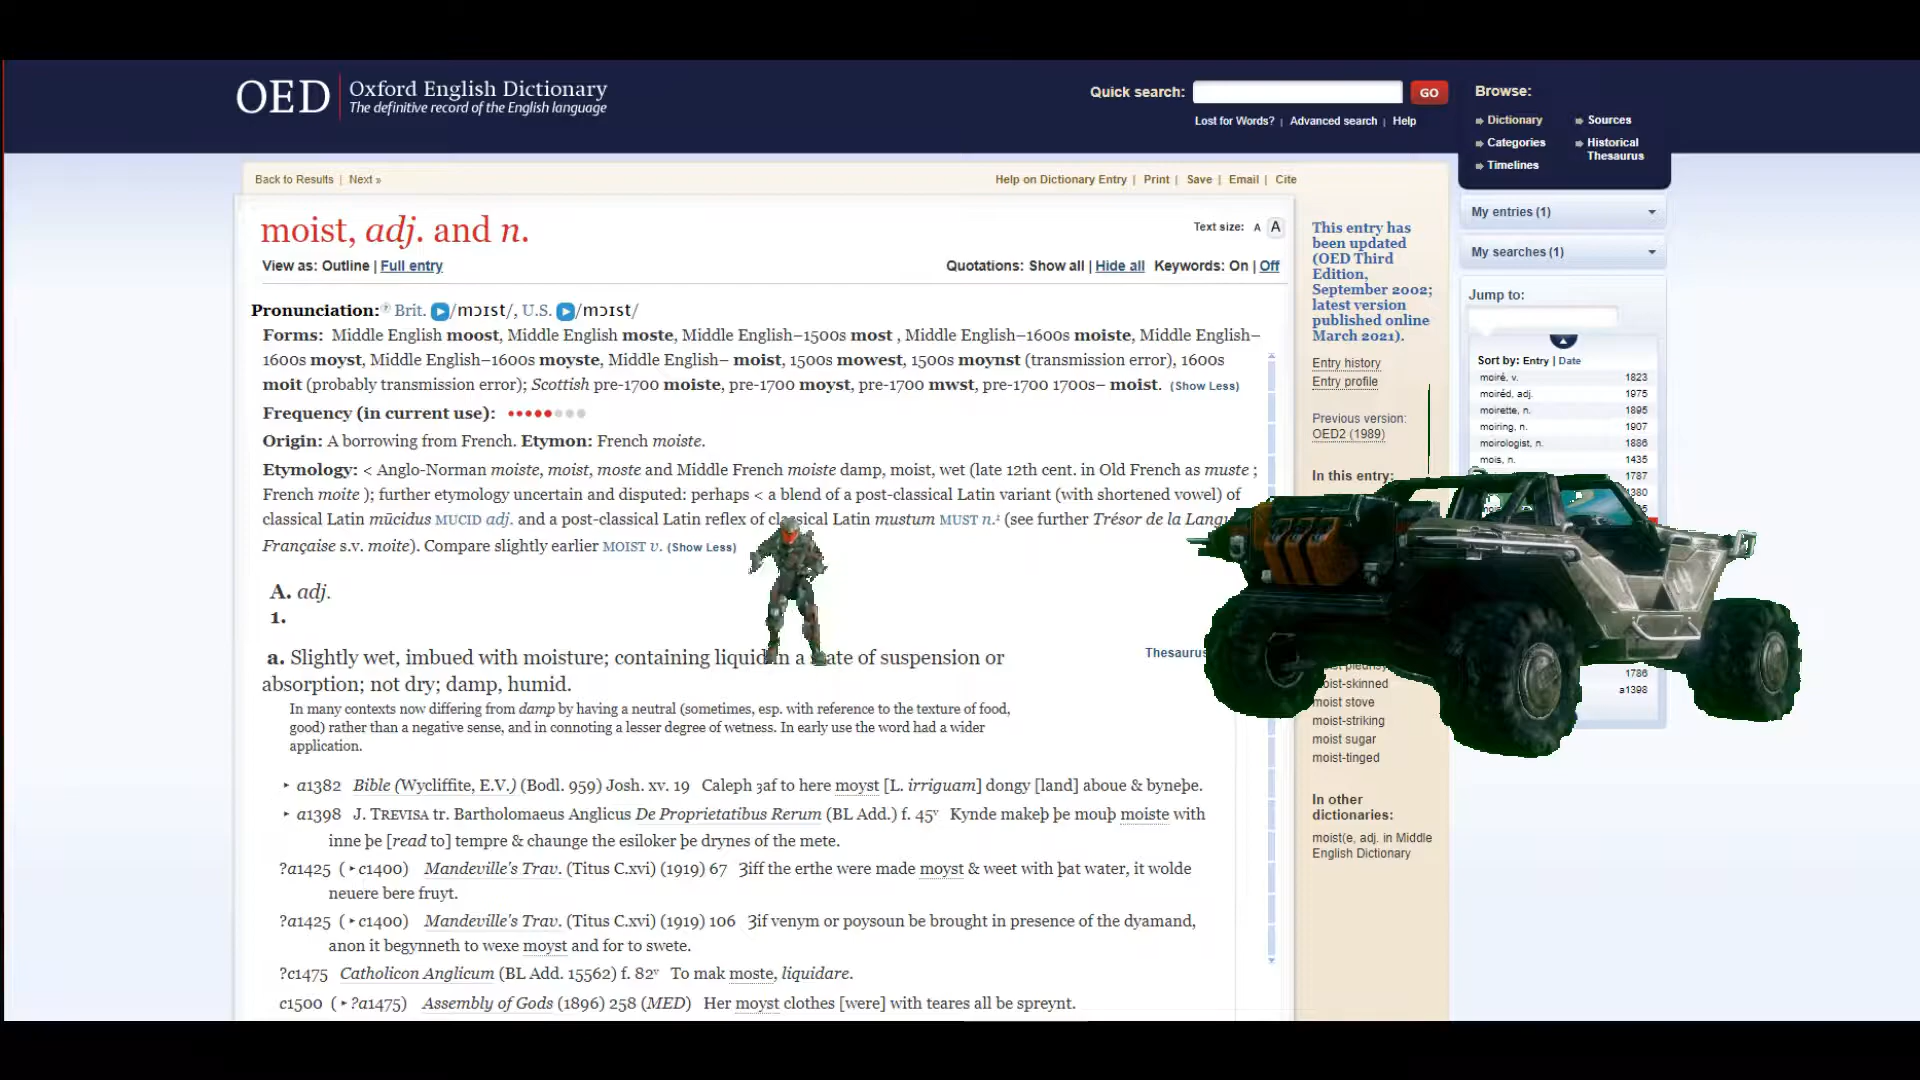 OED
Oxford English Dictionary
The definitive record of the English language
Quick search:
GO
Lost for Words? | Advanced search | Help
Browse:
Dictionary
Categories
Timelines
Sources
Historical
Thesaurus
Back to Results | Next »
Help on Dictionary Entry | Print | Save | Email | Cite
moist, adj. and n.
Text size: A A
View as: Outline | Full entry
Quotations: Show all | Hide all Keywords: On | Off
Pronunciation: Brit. /mɔɪst/, U.S. /mɔɪst/
Forms: Middle English moost, Middle English moste, Middle English–1500s most , Middle English–1600s moiste, Middle English–
1600s moyst, Middle English–1600s moyste, Middle English– moist, 1500s mowest, 1500s moynst (transmission error), 1600s
moit (probably transmission error); Scottish pre-1700 moiste, pre-1700 moyst, pre-1700 mwst, pre-1700 1700s– moist. (Show Less)
Frequency (in current use):
Origin: A borrowing from French. Etymon: French moiste.
Etymology: < Anglo-Norman moiste, moist, moste and Middle French moiste damp, moist, wet (late 12th cent. in Old French as muste ;
French moite ); further etymology uncertain and disputed: perhaps < a blend of a post-classical Latin variant (with shortened vowel) of
classical Latin mūcidus MUCID adj. and a post-classical Latin reflex of classical Latin mustum MUST n.¹ (see further Trésor de la Langu
Française s.v. moite). Compare slightly earlier MOIST v. (Show Less)
A. adj.
1.
a. Slightly wet, imbued with moisture; containing liquid in a state of suspension or
absorption; not dry; damp, humid.
Thesaurus
In many contexts now differing from damp by having a neutral (sometimes, esp. with reference to the texture of food,
good) rather than a negative sense, and in connoting a lesser degree of wetness. In early use the word had a wider
application.
‣ a1382 Bible (Wycliffite, E.V.) (Bodl. 959) Josh. xv. 19 Caleph ȝaf to here moyst [L. irriguam] dongy [land] aboue & byneþe.
‣ a1398 J. TREVISA tr. Bartholomaeus Anglicus De Proprietatibus Rerum (BL Add.) f. 45ᵛ Kynde makeþ þe mouþ moiste with
inne þe [read to] tempre & chaunge the esiloker þe drynes of the mete.
?a1425 (‣c1400) Mandeville's Trav. (Titus C.xvi) (1919) 67 Ȝiff the erthe were made moyst & weet with þat water, it wolde
neuere bere fruyt.
?a1425 (‣c1400) Mandeville's Trav. (Titus C.xvi) (1919) 106 Ȝif venym or poysoun be brought in presence of the dyamand,
anon it begynneth to wexe moyst and for to swete.
?c1475 Catholicon Anglicum (BL Add. 15562) f. 82ᵛ To mak moste, liquidare.
c1500 (‣?a1475) Assembly of Gods (1896) 258 (MED) Her moyst clothes [were] with teares all be spreynt.
This entry has
been updated
(OED Third
Edition,
September 2002;
latest version
published online
March 2021).
Entry history
Entry profile
Previous version:
OED2 (1989)
In this entry:
moist-skinned
moist stove
moist-striking
moist sugar
moist-tinged
In other
dictionaries:
moist(e, adj. in Middle
English Dictionary
My entries (1)
My searches (1)
Jump to:
Sort by: Entry | Date
moiré, v. 1823
moiréd, adj. 1975
moirette, n. 1895
moiring, n. 1907
moirologist, n. 1886
mois, n. 1435
1787
1786
a1398